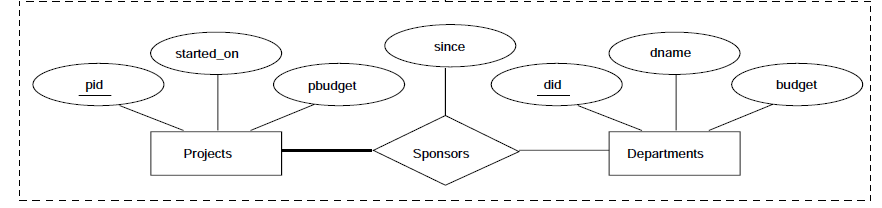 since
started_on
dname
pid
pbudget
did
budget
Projects
Sponsors
Departments